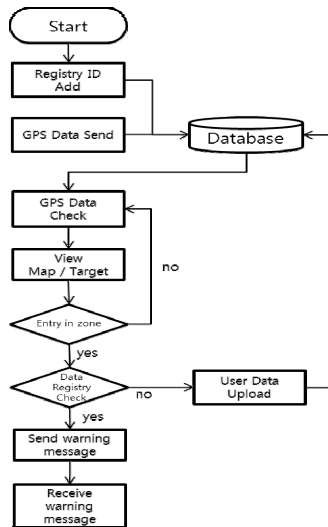 Start
Registry ID
Add
GPS Data Send
Database
GPS Data
Check
View
Map / Target
no
Entry in zone
yes
Data
Registry
Check
no
User Data
Upload
yes
Send warning
message
Receive
warning
message